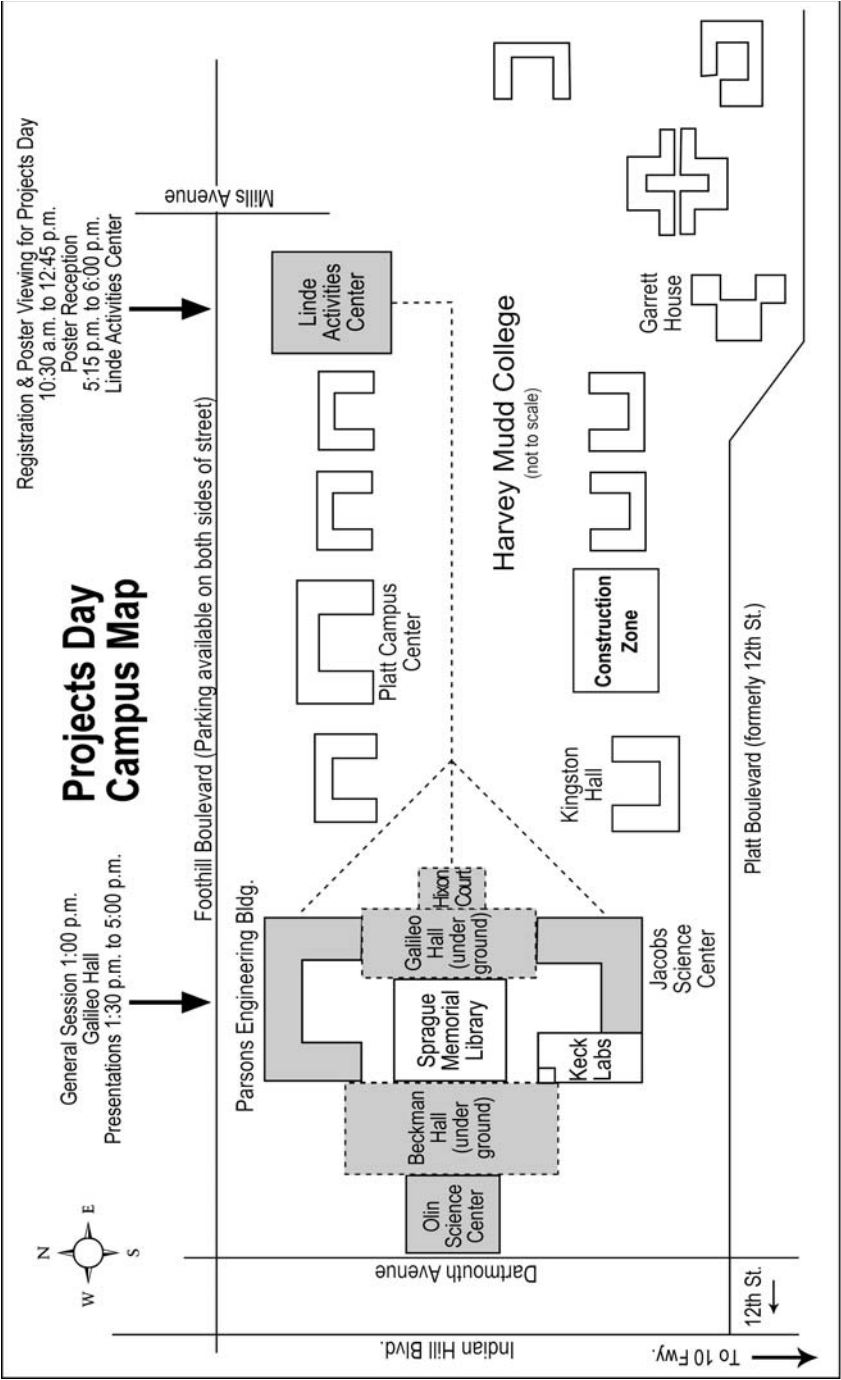 Projects Day
Campus Map
General Session 1:00 p.m.
Galileo Hall
Presentations 1:30 p.m. to 5:00 p.m.
Registration & Poster Viewing for Projects Day
10:30 a.m. to 12:45 p.m.
Poster Reception
5:15 p.m. to 6:00 p.m.
Linde Activities Center
N
W
E
S
Foothill Boulevard (Parking available on both sides of street)
Mills Avenue
Parsons Engineering Bldg.
Platt Campus
Center
Linde
Activities
Center
Olin
Science
Center
Beckman
Hall
(under
ground)
Sprague
Memorial
Library
Galileo
Hall
(under
ground)
Hixon
Court
Harvey Mudd College
(not to scale)
Keck
Labs
Jacobs
Science
Center
Kingston
Hall
Construction
Zone
Garrett
House
Dartmouth Avenue
Indian Hill Blvd.
To 10 Fwy.
12th St.
Platt Boulevard (formerly 12th St.)